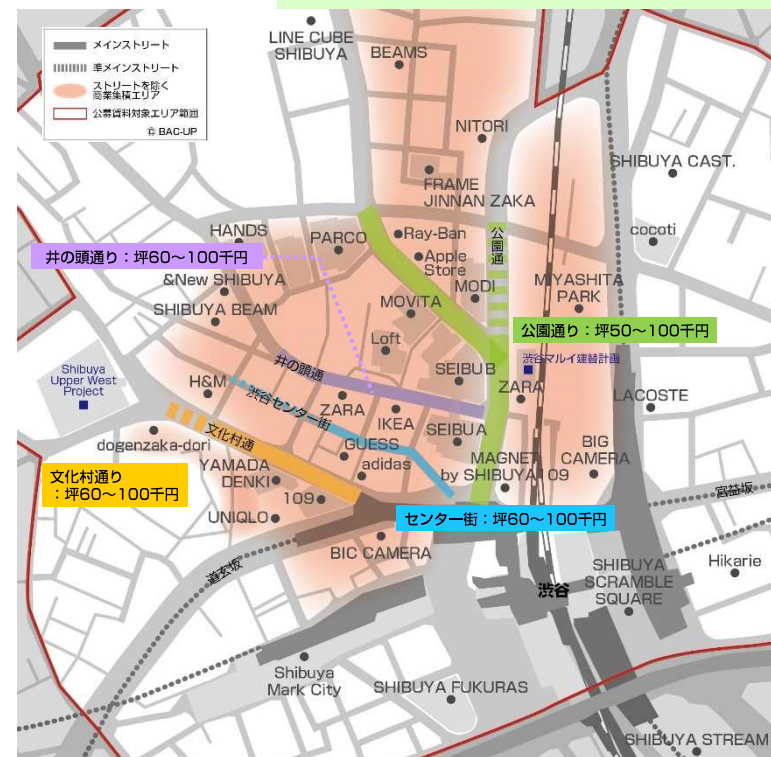 メインストリート
準メインストリート
ストリートを除く
商業集積エリア
公募賃料対象エリア範囲
© BAC-UP
LINE CUBE
SHIBUYA
BEAMS
NITORI
SHIBUYA CAST.
FRAME
JINNAN ZAKA
HANDS
PARCO
Ray-Ban
公園通
cocoti
井の頭通り：坪60～100千円
Apple
Store
&New SHIBUYA
MODI
MIYASHITA
PARK
SHIBUYA BEAM
MOViTA
公園通り：坪50～100千円
Loft
渋谷マルイ建替計画
Shibuya
Upper West
Project
井の頭通
SEIBUB
H&M
渋谷センター街
ZARA
ZARA
LACOSTE
IKEA
文化村通
SEIBUA
dogenzaka-dori
GUESS
BIG
CAMERA
YAMADA
DENKI
adidas
MAGNET
by SHIBUYA109
文化村通り
：坪60～100千円
109
宮益坂
UNIQLO
センター街：坪60～100千円
BIC CAMERA
道玄坂
Hikarie
渋谷
SHIBUYA
SCRAMBLE
SQUARE
Shibuya
Mark City
SHIBUYA FUKURAS
SHIBUYA STREAM